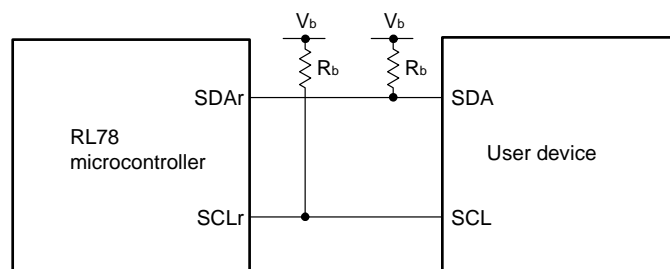 Vb Vb
Rb Rb
SDAr SDA
RL78
microcontroller
User device
SCLr SCL